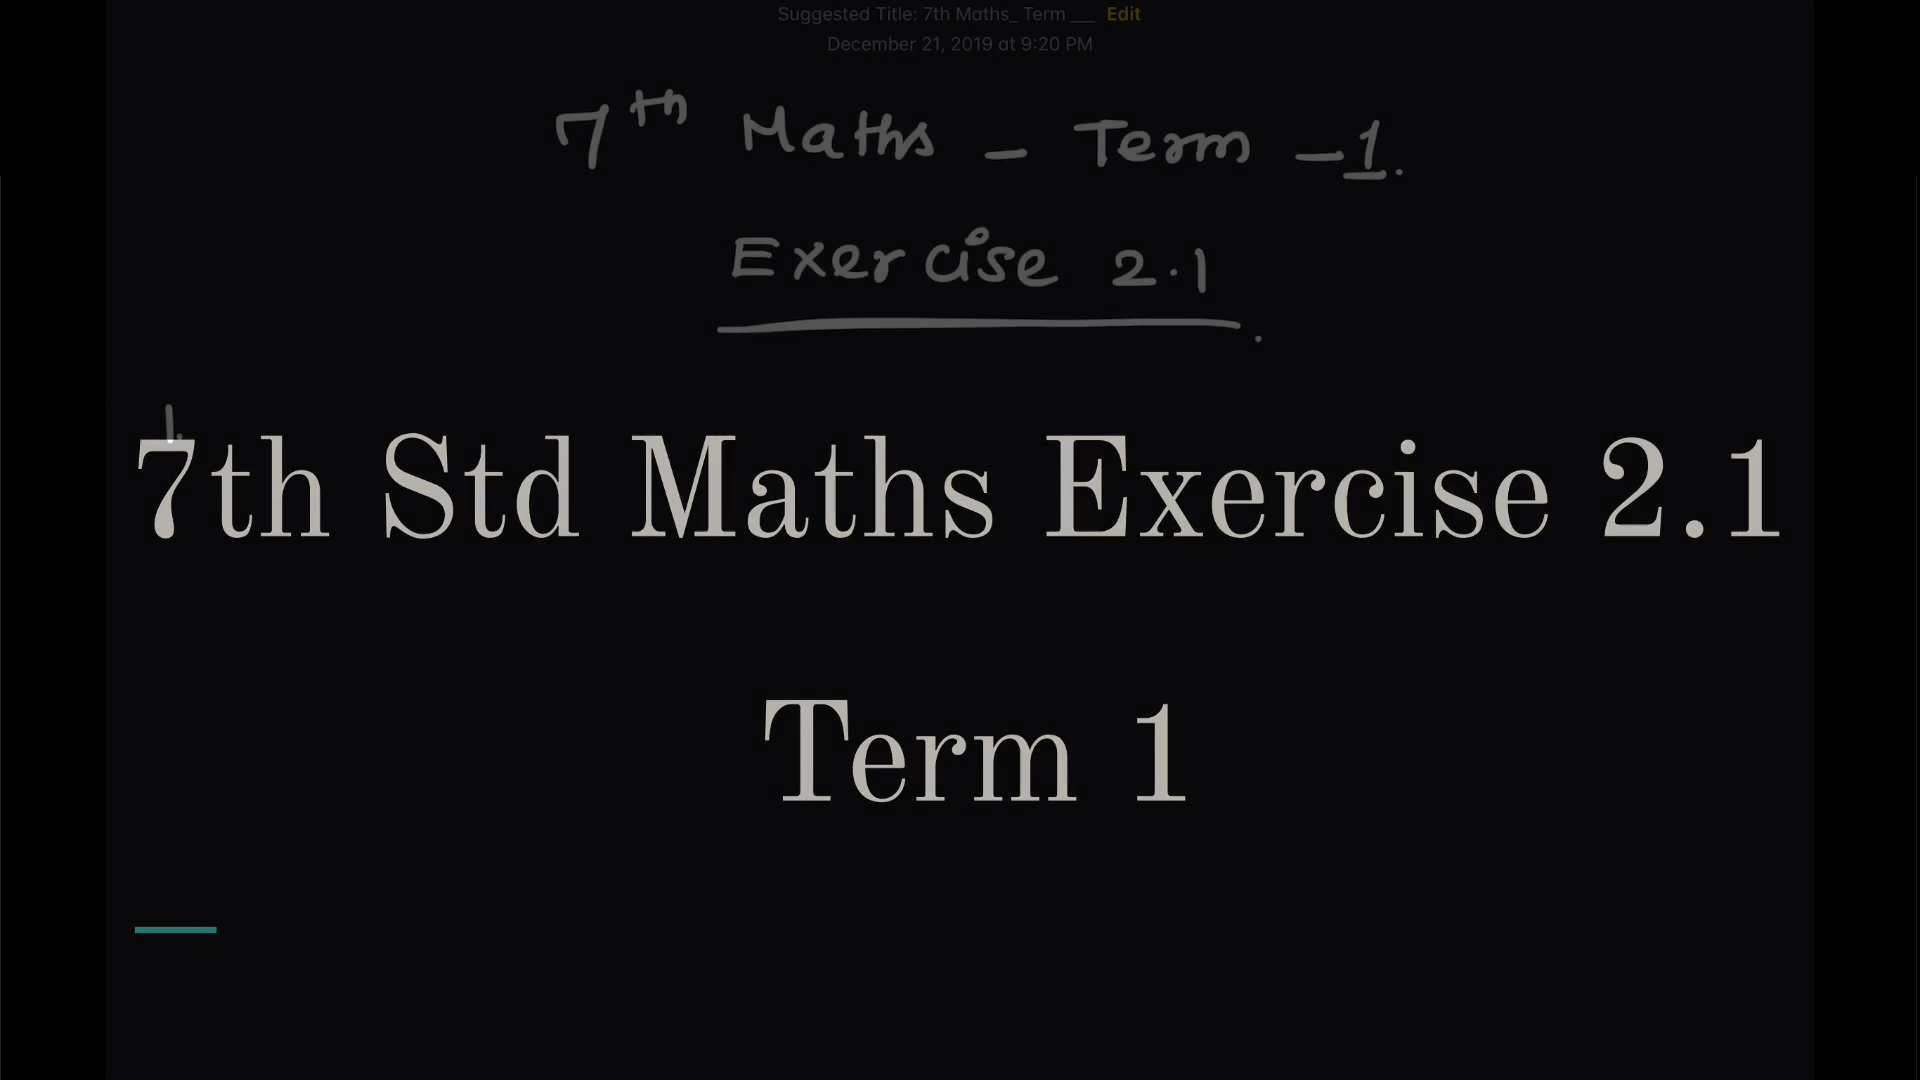 Suggested Title: 7th Maths_ Term ___ Edit
December 21, 2019 at 9:20 PM
7th Maths - Term - 1.
Exercise 2.1
1.
7th Std Maths Exercise 2.1
Term 1